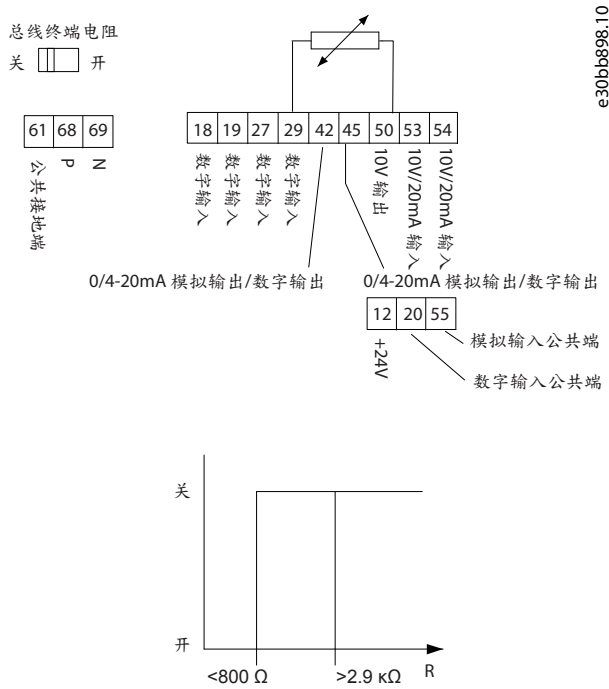 e30bb898.10
总线终端电阻
关 开
61 68 69
公共接地端
P
N
18 19 27 29 42 45 50 53 54
数字输入
数字输入
数字输入
数字输入
10V 输出
10V/20mA 输入
10V/20mA 输入
0/4-20mA 模拟输出/数字输出
0/4-20mA 模拟输出/数字输出
12 20 55
+24V
模拟输入公共端
数字输入公共端
关
开
<800 Ω >2.9 κΩ R